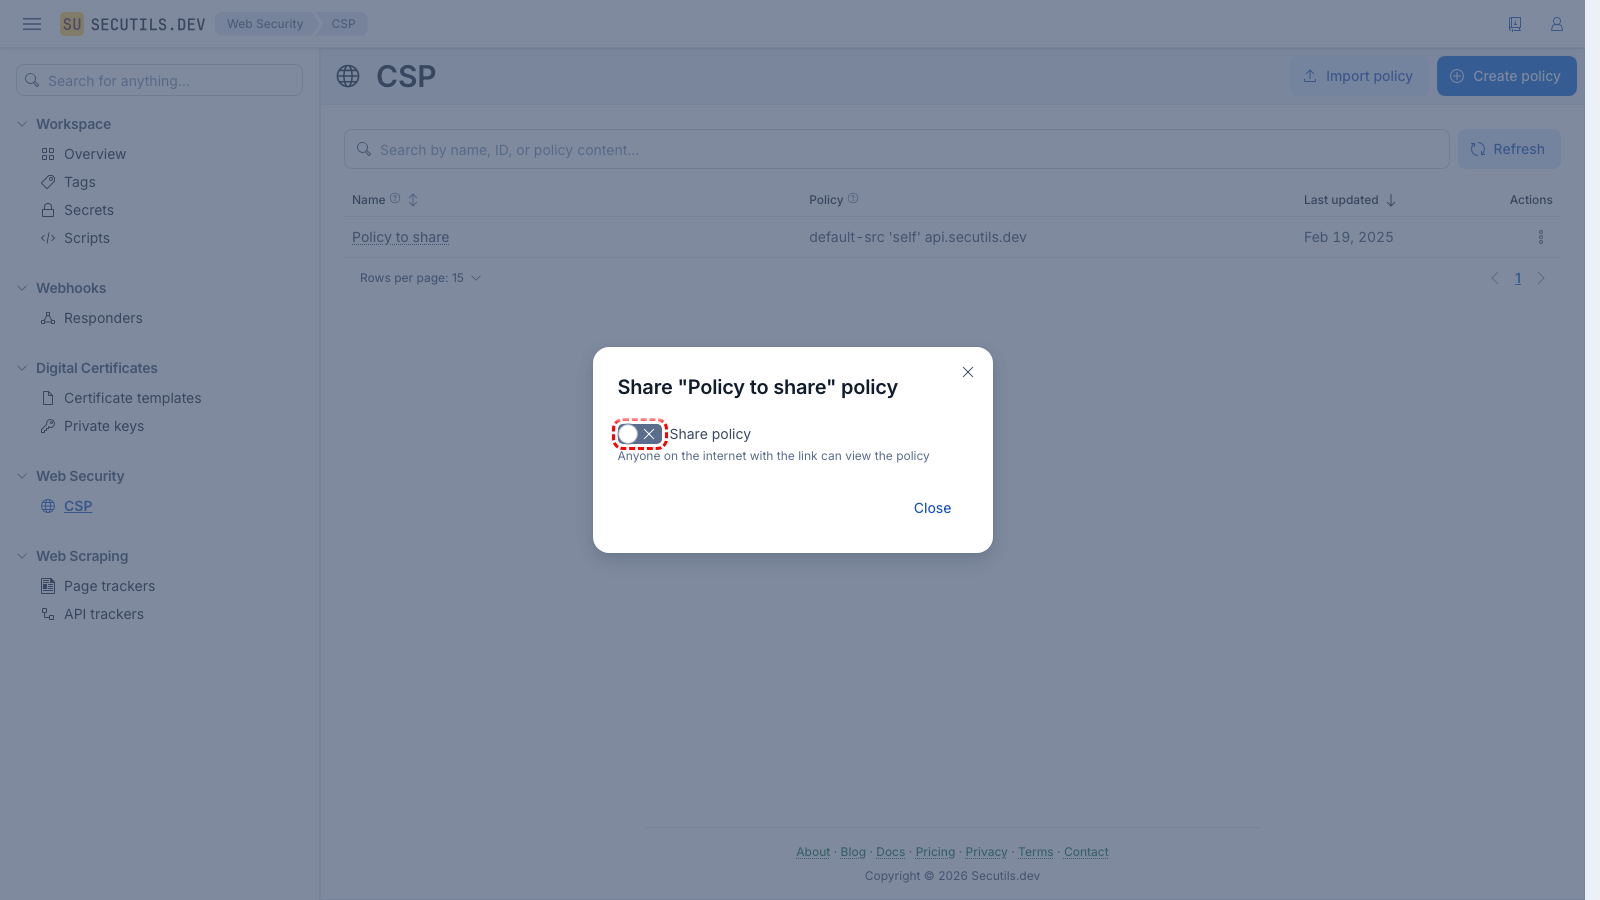 SU SECUTILS.DEV Web Security CSP
Search for anything...
Workspace
Overview
Tags
Secrets
Scripts
Webhooks
Responders
Digital Certificates
Certificate templates
Private keys
Web Security
CSP
Web Scraping
Page trackers
API trackers
CSP
Import policy
Create policy
Search by name, ID, or policy content...
Refresh
Name Policy Last updated Actions
Policy to share default-src 'self' api.secutils.dev Feb 19, 2025
Rows per page: 15
1
Share "Policy to share" policy
Share policy
Anyone on the internet with the link can view the policy
Close
About · Blog · Docs · Pricing · Privacy · Terms · Contact
Copyright © 2026 Secutils.dev